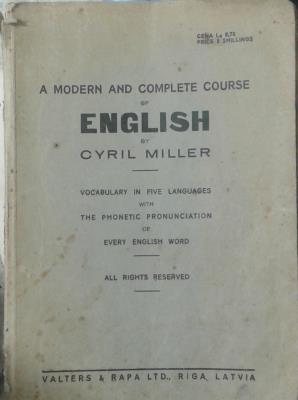 CENA Ls 0,75
PRICE 3 SHILLINGS
A MODERN AND COMPLETE COURSE
OF
ENGLISH
BY
CYRIL MILLER
VOCABULARY IN FIVE LANGUAGES
WITH
THE PHONETIC PRONUNCIATION
OF
EVERY ENGLISH WORD
ALL RIGHTS RESERVED
VALTERS & RAPA LTD., RIGA, LATVIA